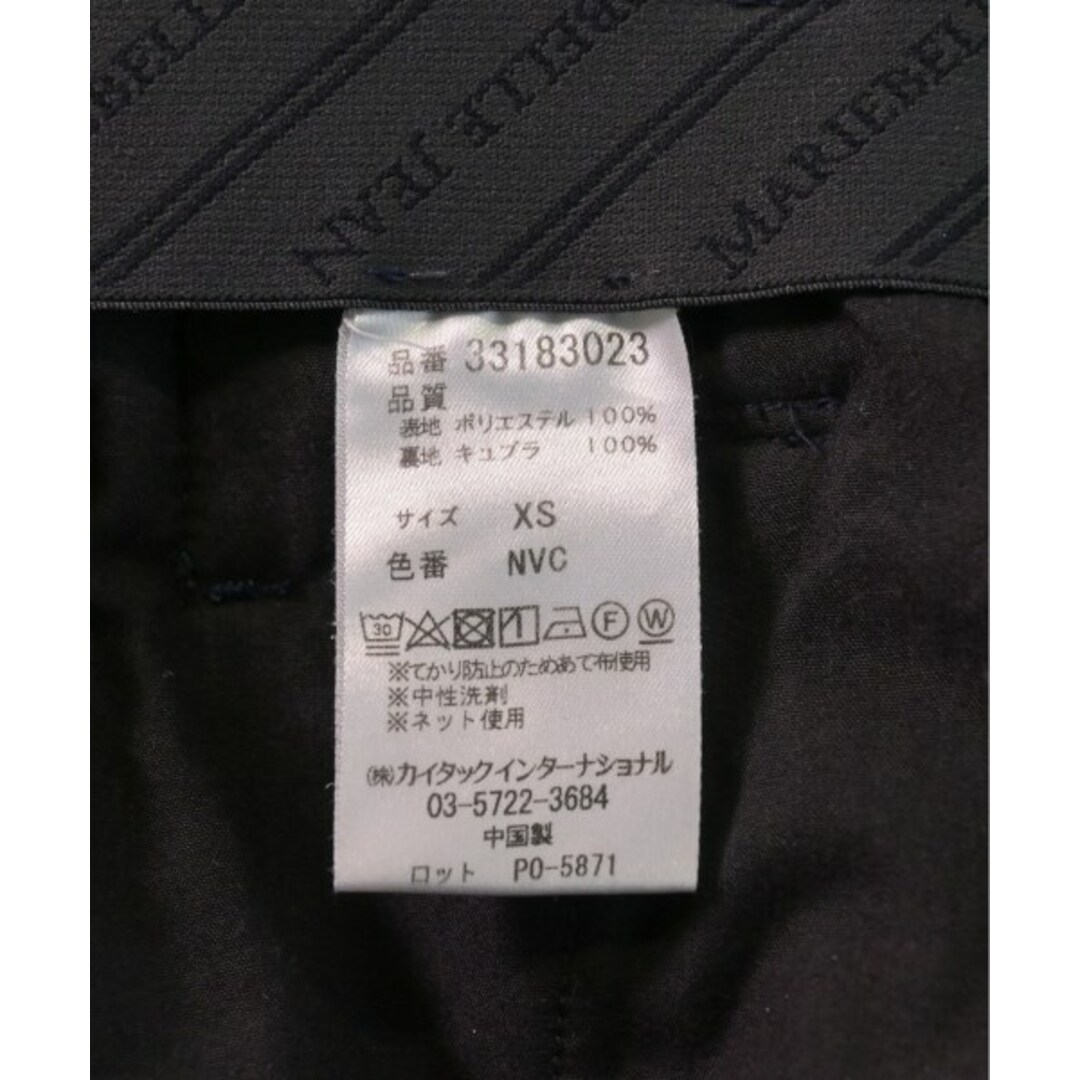 BELL
NAEJ ELLEB
MARIEBELL
品番 33183023
品質
表地 ポリエステル 100%
裏地 キュプラ 100%
サイズ XS
色番 NVC
30 F W
※てかり防止のためあて布使用
※中性洗剤
※ネット使用
㈱カイタックインターナショナル
03-5722-3684
中国製
ロット PO-5871